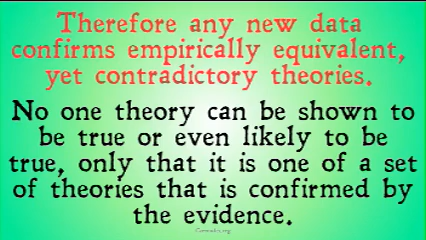 Therefore any new data
confirms empirically equivalent,
yet contradictory theories.
No one theory can be shown to
be true or even likely to be
true, only that it is one of a set
of theories that is confirmed by
the evidence.